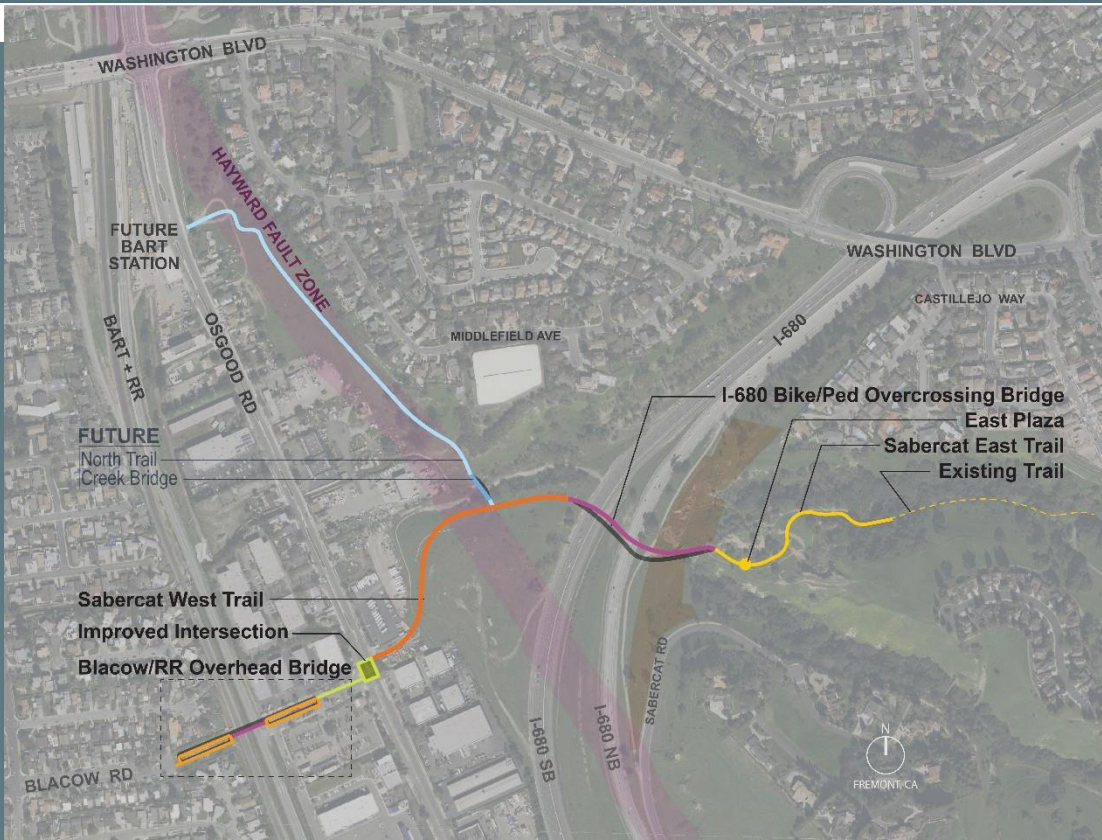 WASHINGTON BLVD
HAYWARD FAULT ZONE
FUTURE
BART
STATION
WASHINGTON BLVD
CASTILLEJO WAY
BART + RR
OSGOOD RD
MIDDLEFIELD AVE
I-680
I-680 Bike/Ped Overcrossing Bridge
East Plaza
Sabercat East Trail
Existing Trail
FUTURE
North Trail
Creek Bridge
Sabercat West Trail
Improved Intersection
Blacow/RR Overhead Bridge
SABERCAT RD
I-680 SB
I-680 NB
BLACOW RD
N
FREMONT, CA